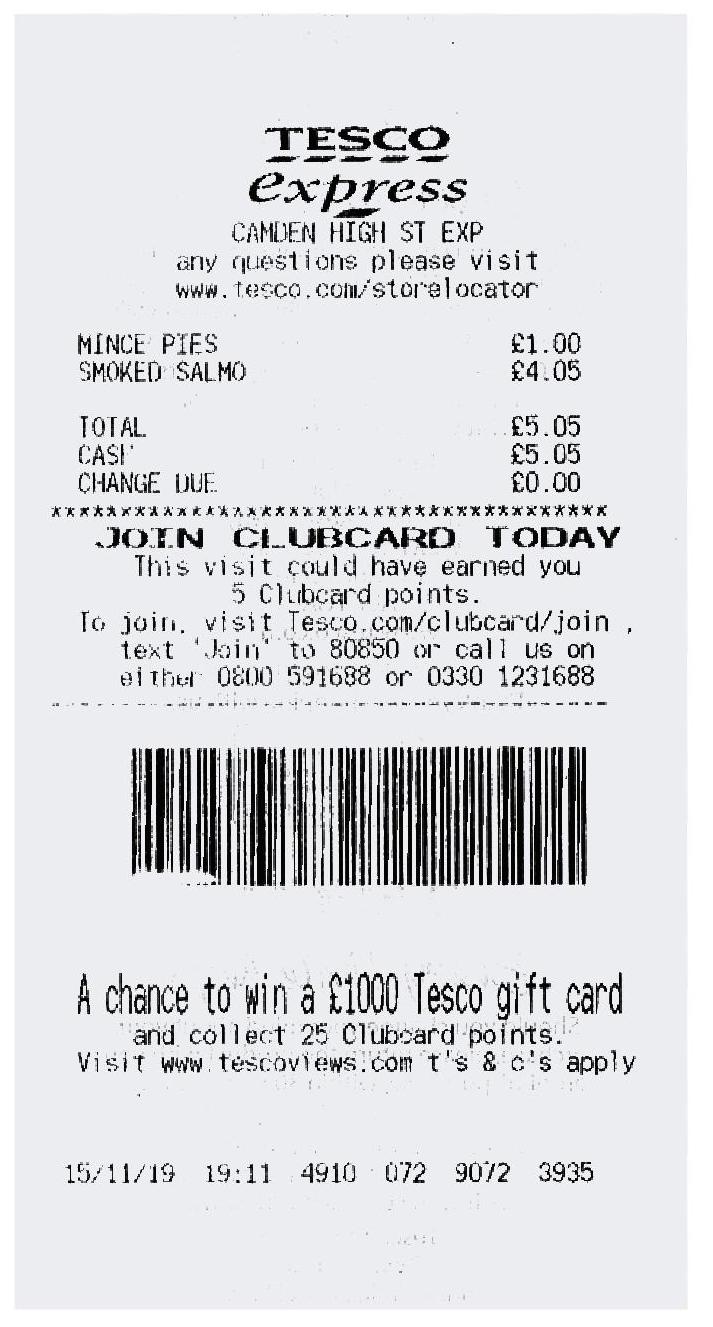 TESCO
express
CAMDEN HIGH ST EXP
any questions please visit
www.tesco.com/storelocator
MINCE PIES £1.00
SMOKED SALMO £4.05
TOTAL £5.05
CASH £5.05
CHANGE DUE £0.00
*****************************************
JOIN CLUBCARD TODAY
This visit could have earned you
5 Clubcard points.
To join, visit Tesco.com/clubcard/join ,
text 'Join' to 80850 or call us on
either 0800 591688 or 0330 1231688
----------------------------------------
A chance to win a £1000 Tesco gift card
and collect 25 Clubcard points.
Visit www.tescoviews.com t's & c's apply
15/11/19 19:11 4910 072 9072 3935